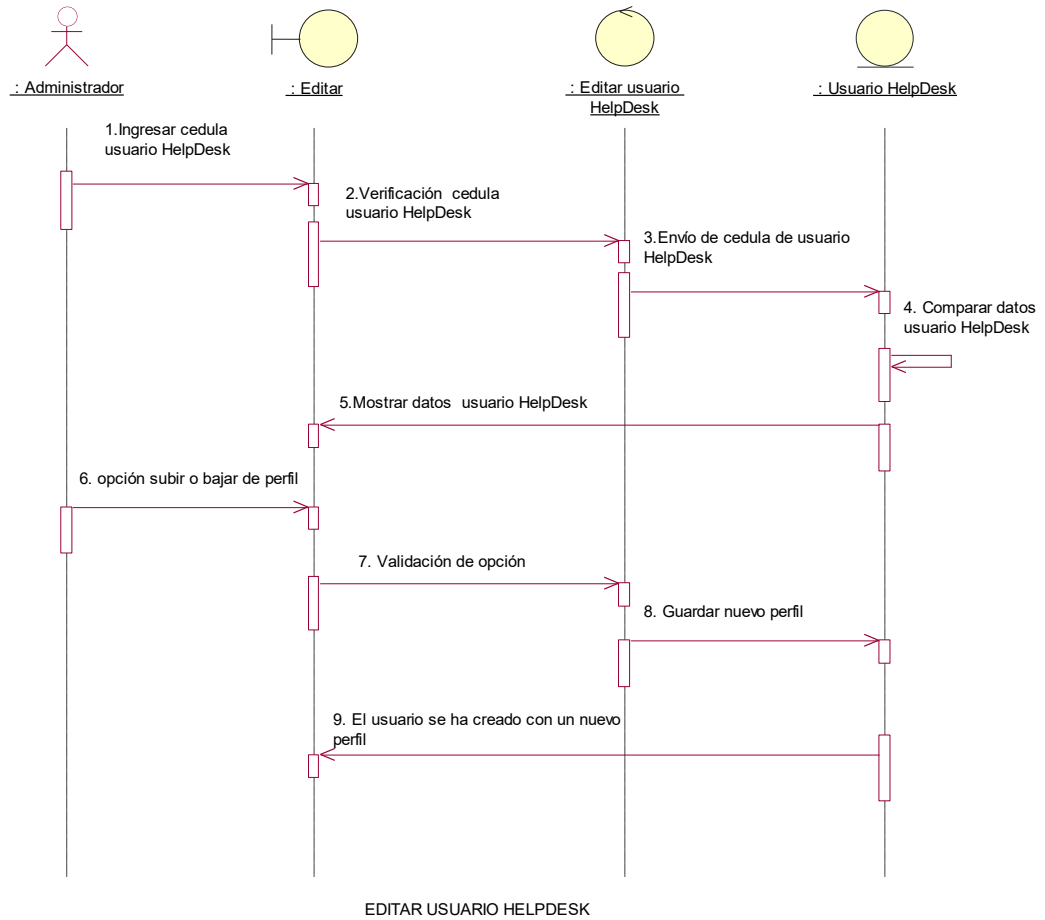 : Administrador
: Editar
: Editar usuario
HelpDesk
: Usuario HelpDesk
1.Ingresar cedula
usuario HelpDesk
2.Verificación cedula
usuario HelpDesk
3.Envío de cedula de usuario
HelpDesk
4. Comparar datos
usuario HelpDesk
5.Mostrar datos usuario HelpDesk
6. opción subir o bajar de perfil
7. Validación de opción
8. Guardar nuevo perfil
9. El usuario se ha creado con un nuevo
perfil
EDITAR USUARIO HELPDESK